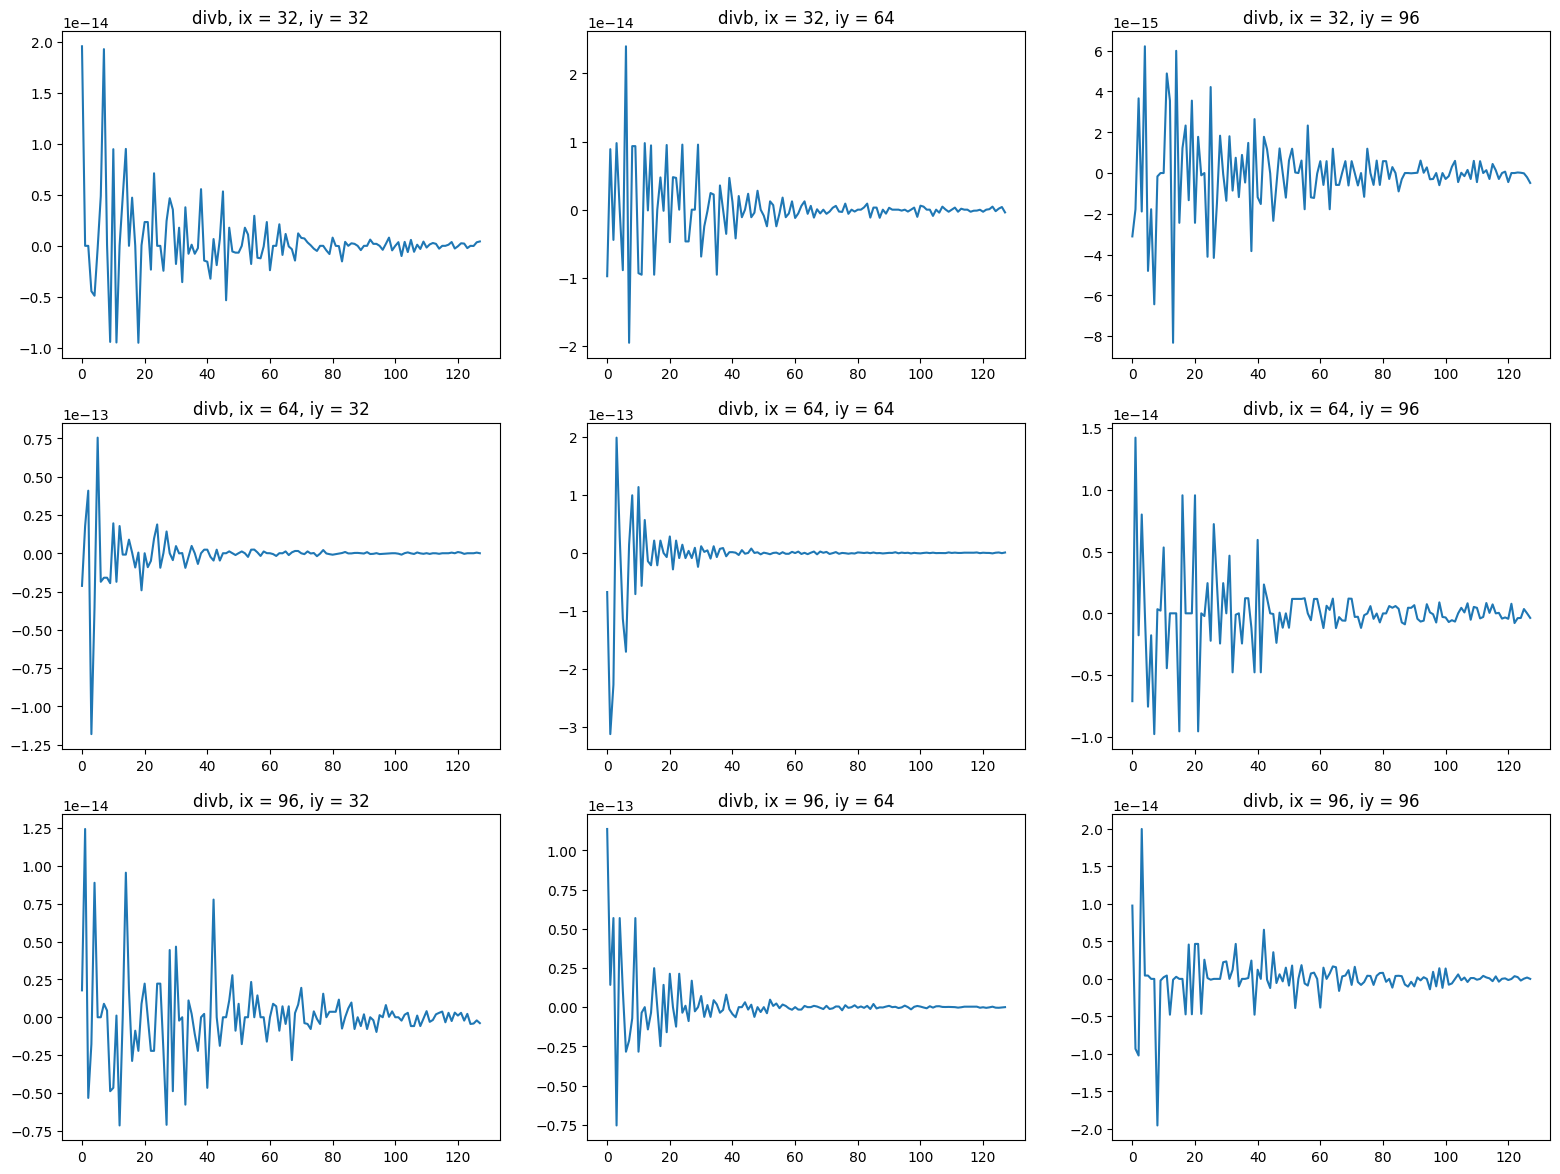 divb, ix = 32, iy = 32
1e−14
2.0
1.5
1.0
0.5
0.0
−0.5
−1.0
0 20 40 60 80 100 120
divb, ix = 32, iy = 64
1e−14
2
1
0
−1
−2
0 20 40 60 80 100 120
divb, ix = 32, iy = 96
1e−15
6
4
2
0
−2
−4
−6
−8
0 20 40 60 80 100 120
divb, ix = 64, iy = 32
1e−13
0.75
0.50
0.25
0.00
−0.25
−0.50
−0.75
−1.00
−1.25
0 20 40 60 80 100 120
divb, ix = 64, iy = 64
1e−13
2
1
0
−1
−2
−3
0 20 40 60 80 100 120
divb, ix = 64, iy = 96
1e−14
1.5
1.0
0.5
0.0
−0.5
−1.0
0 20 40 60 80 100 120
divb, ix = 96, iy = 32
1e−14
1.25
1.00
0.75
0.50
0.25
0.00
−0.25
−0.50
−0.75
0 20 40 60 80 100 120
divb, ix = 96, iy = 64
1e−13
1.00
0.75
0.50
0.25
0.00
−0.25
−0.50
−0.75
0 20 40 60 80 100 120
divb, ix = 96, iy = 96
1e−14
2.0
1.5
1.0
0.5
0.0
−0.5
−1.0
−1.5
−2.0
0 20 40 60 80 100 120